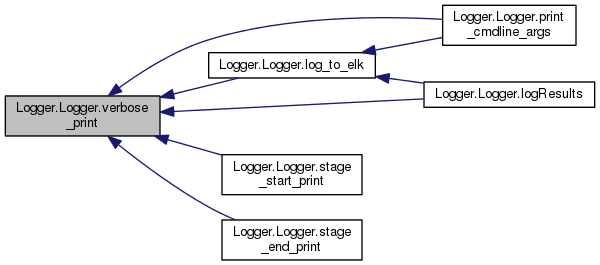 Logger.Logger.print
_cmdline_args
Logger.Logger.log_to_elk
Logger.Logger.logResults
Logger.Logger.verbose
_print
Logger.Logger.stage
_start_print
Logger.Logger.stage
_end_print